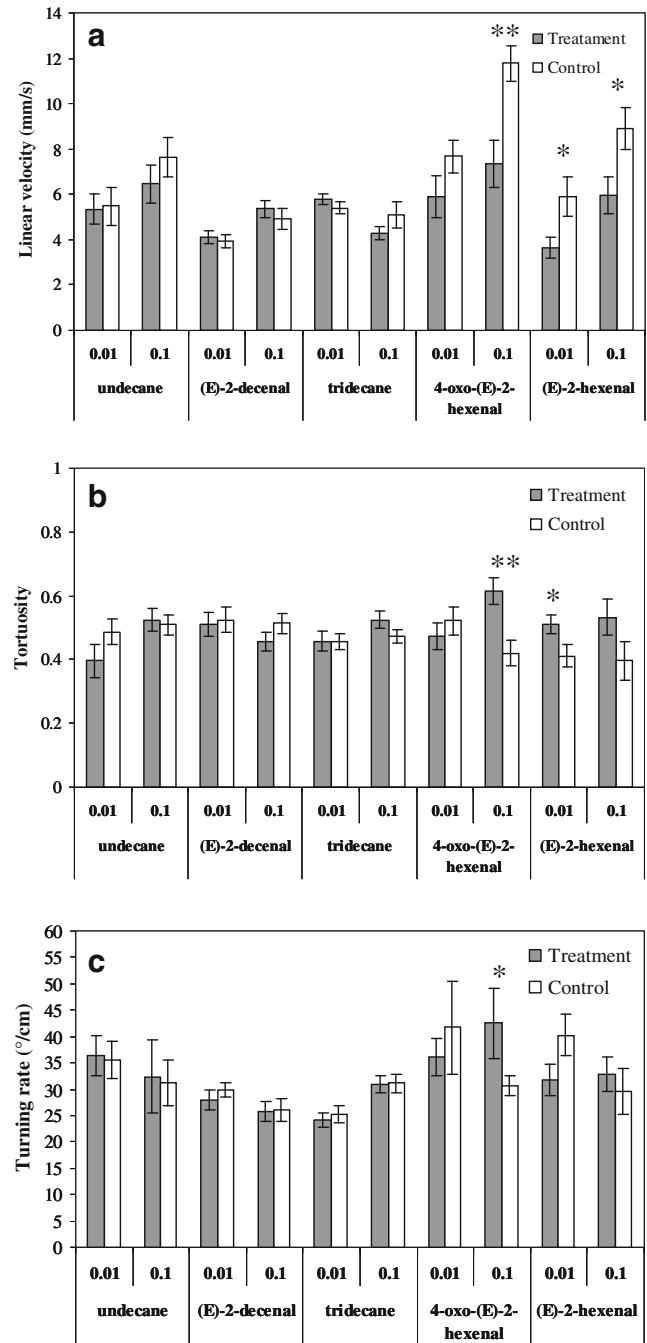 a
Treatament
Control
Linear velocity (mm/s)
16
14
12
10
8
6
4
2
0
**
*
*
0.01 0.1 0.01 0.1 0.01 0.1 0.01 0.1 0.01 0.1
undecane (E)-2-decenal tridecane 4-oxo-(E)-2- (E)-2-hexenal
hexenal
b
Treatment
Control
Tortuosity
1
0.8
0.6
0.4
0.2
0
**
*
0.01 0.1 0.01 0.1 0.01 0.1 0.01 0.1 0.01 0.1
undecane (E)-2-decenal tridecane 4-oxo-(E)-2- (E)-2-hexenal
hexenal
c
Treatment
Control
Turning rate (°/cm)
60
55
50
45
40
35
30
25
20
15
10
5
0
*
0.01 0.1 0.01 0.1 0.01 0.1 0.01 0.1 0.01 0.1
undecane (E)-2-decenal tridecane 4-oxo-(E)-2- (E)-2-hexenal
hexenal